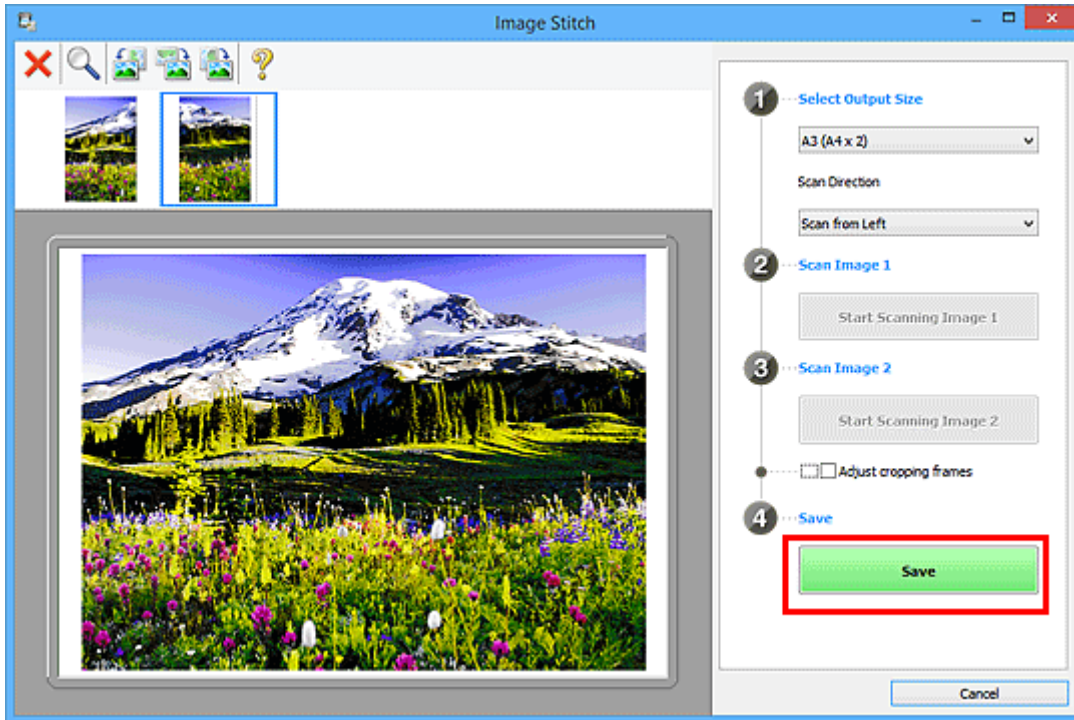 Image Stitch
1
Select Output Size
A3 (A4 x 2)
Scan Direction
Scan from Left
2
Scan Image 1
Start Scanning Image 1
3
Scan Image 2
Start Scanning Image 2
Adjust cropping frames
4
Save
Save
Cancel